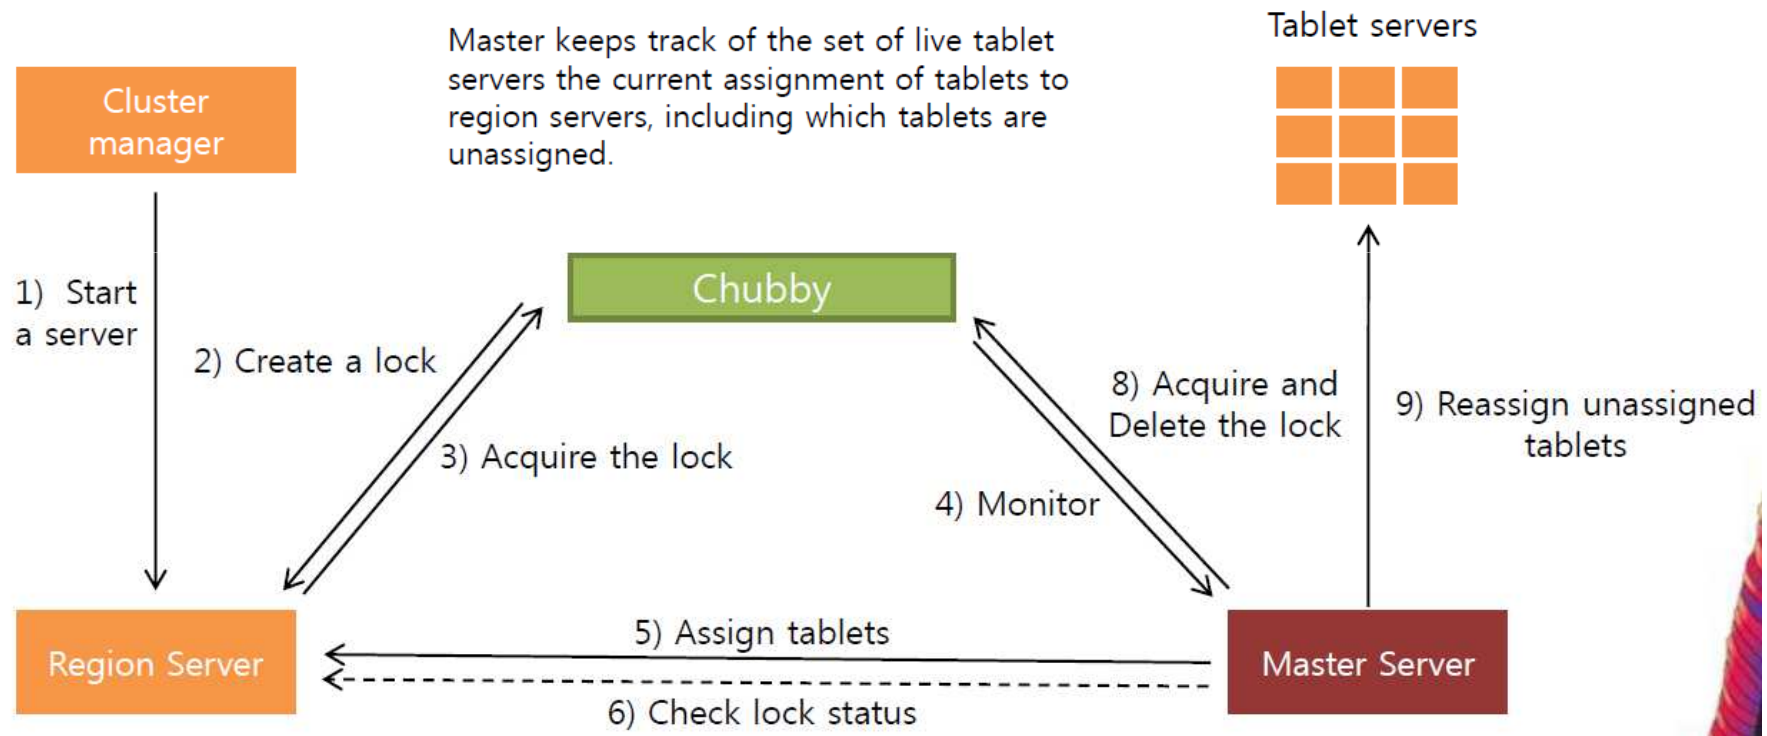 Tablet servers
Master keeps track of the set of live tablet
servers the current assignment of tablets to
region servers, including which tablets are
unassigned.
Cluster
manager
Chubby
1) Start
a server
2) Create a lock
3) Acquire the lock
8) Acquire and
Delete the lock
9) Reassign unassigned
tablets
4) Monitor
5) Assign tablets
6) Check lock status
Region Server
Master Server